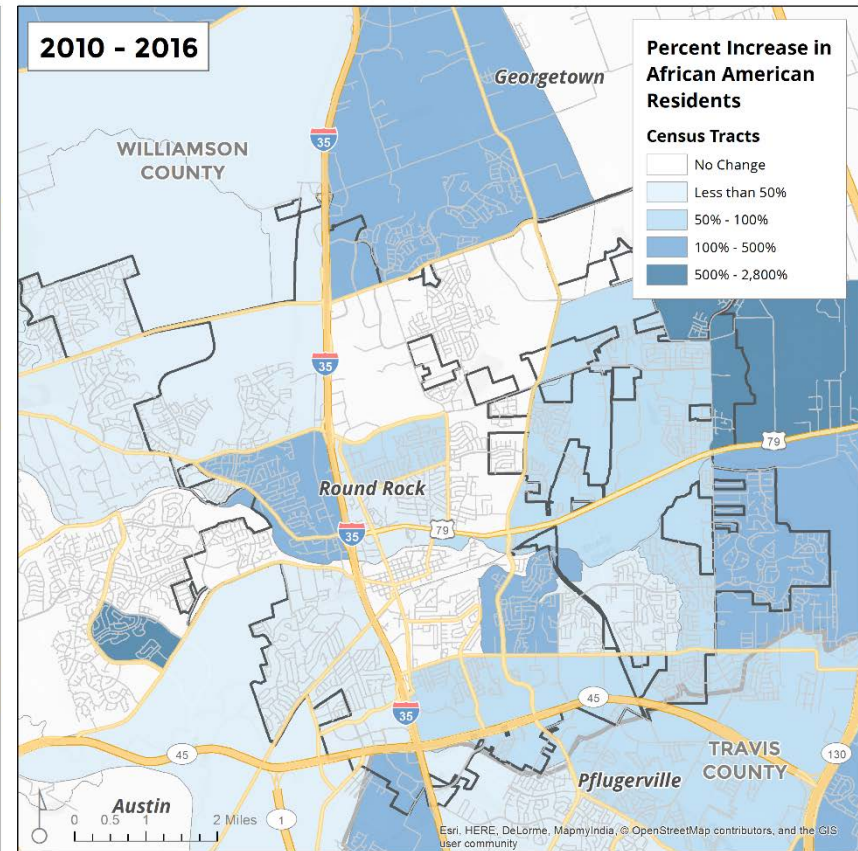 2010 - 2016
Georgetown
Percent Increase in
African American
Residents
Census Tracts
No Change
Less than 50%
50% - 100%
100% - 500%
500% - 2,800%
35
WILLIAMSON
COUNTY
35
79
Round Rock
79
35
45
35
45
TRAVIS
COUNTY
130
Pflugerville
Austin
1
0 0.5 1 2 Miles
Esri, HERE, DeLorme, MapmyIndia, © OpenStreetMap contributors, and the GIS
user community